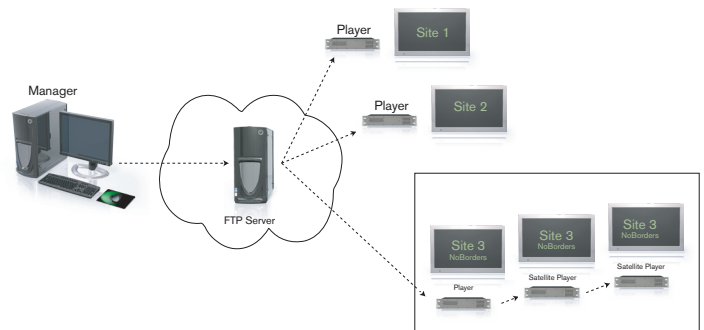 Player
Site 1
Manager
Player
Site 2
FTP Server
Site 3
NoBorders
Site 3
NoBorders
Site 3
NoBorders
Player
Satellite Player
Satellite Player